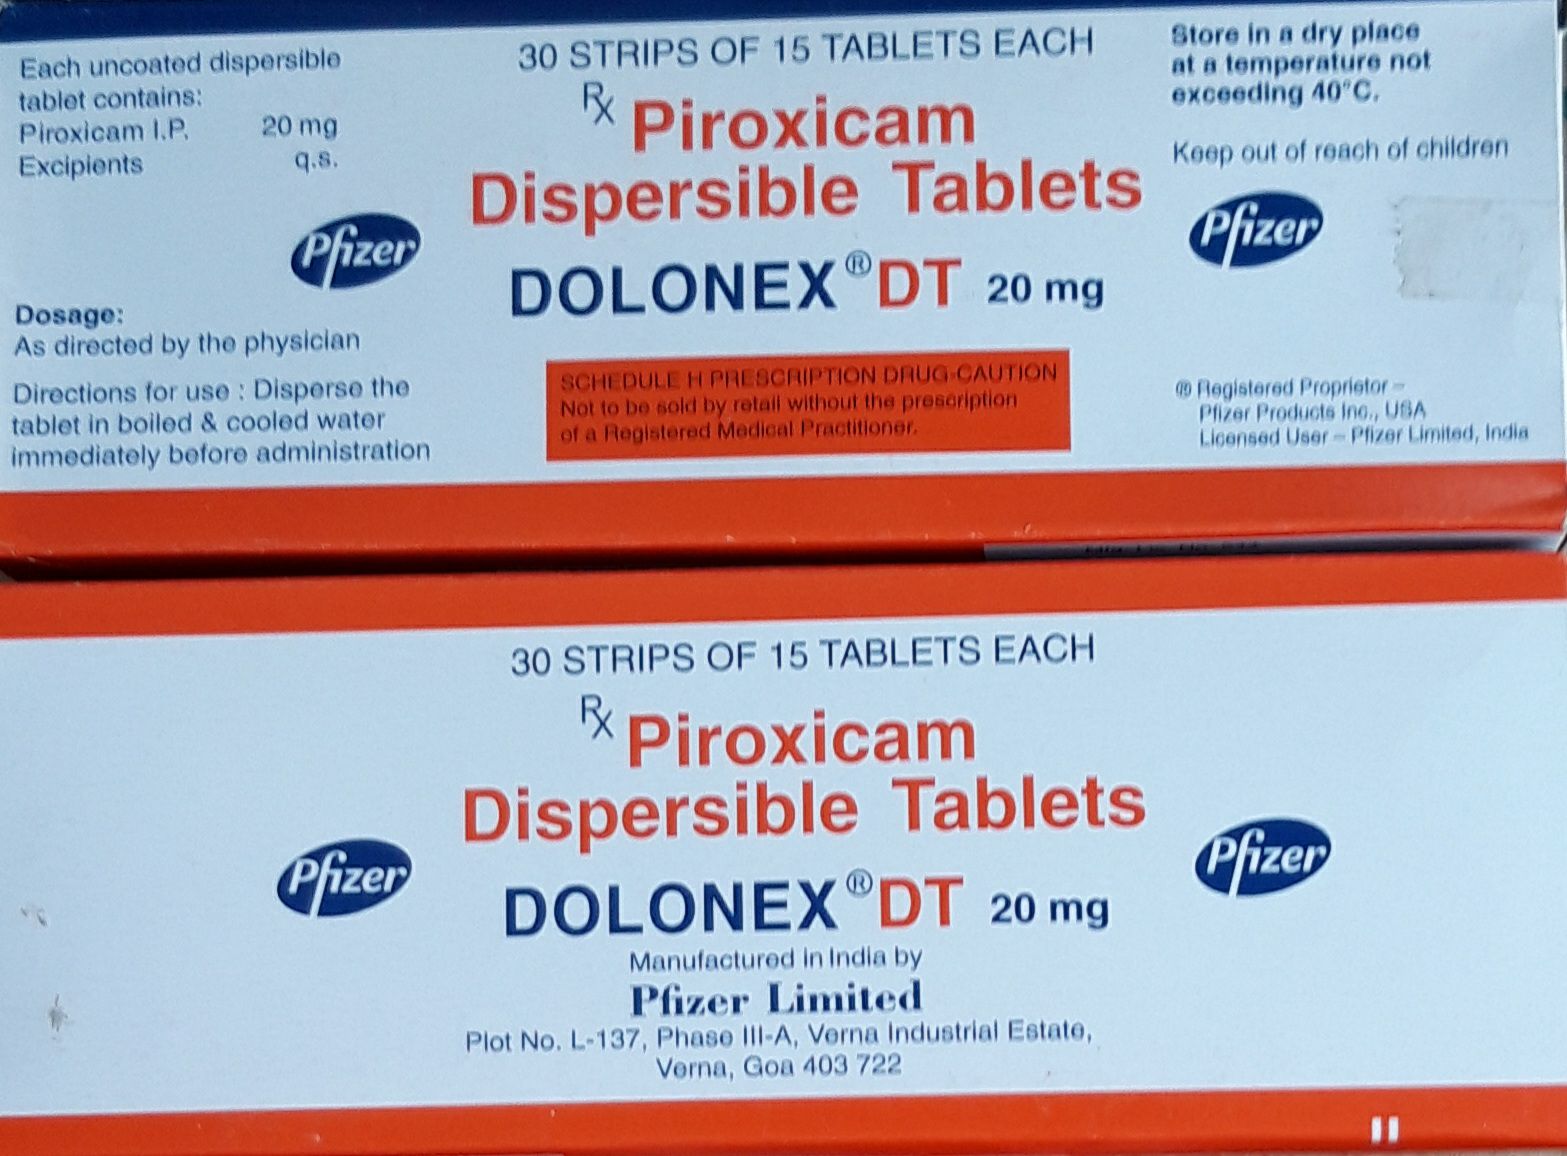 Each uncoated dispersible
tablet contains:
Piroxicam I.P. 20 mg
Excipients q.s.
Pfizer
Dosage:
As directed by the physician
Directions for use : Disperse the
tablet in boiled & cooled water
immediately before administration
30 STRIPS OF 15 TABLETS EACH
Rx Piroxicam
Dispersible Tablets
DOLONEX® DT 20 mg
SCHEDULE H PRESCRIPTION DRUG-CAUTION
Not to be sold by retail without the prescription
of a Registered Medical Practitioner.
Store in a dry place
at a temperature not
exceeding 40°C.
Keep out of reach of children
Pfizer
® Registered Proprietor –
Pfizer Products Inc., USA
Licensed User – Pfizer Limited, India
30 STRIPS OF 15 TABLETS EACH
Rx Piroxicam
Dispersible Tablets
Pfizer
Pfizer
DOLONEX® DT 20 mg
Manufactured in India by
Pfizer Limited
Plot No. L-137, Phase III-A, Verna Industrial Estate,
Verna, Goa 403 722